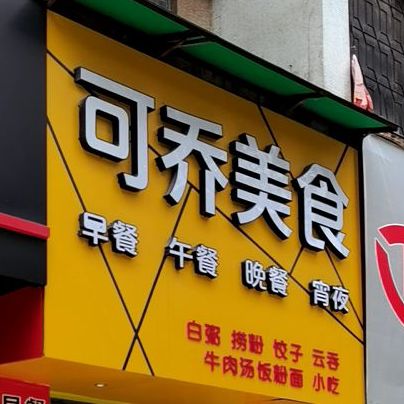 可乔美食
早餐 午餐 晚餐 宵夜
白粥 捞粉 饺子 云吞
牛肉汤饭粉面 小吃